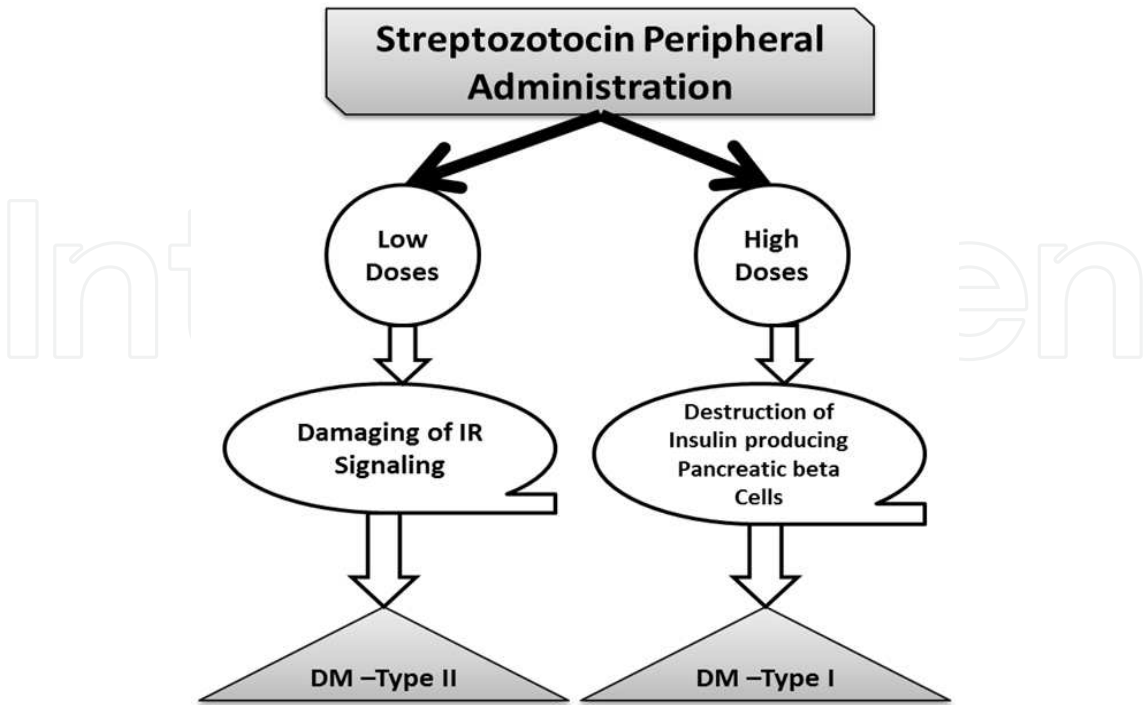 Streptozotocin Peripheral
Administration
Low
Doses
High
Doses
Damaging of IR
Signaling
Destruction of
Insulin producing
Pancreatic beta
Cells
DM –Type II
DM –Type I